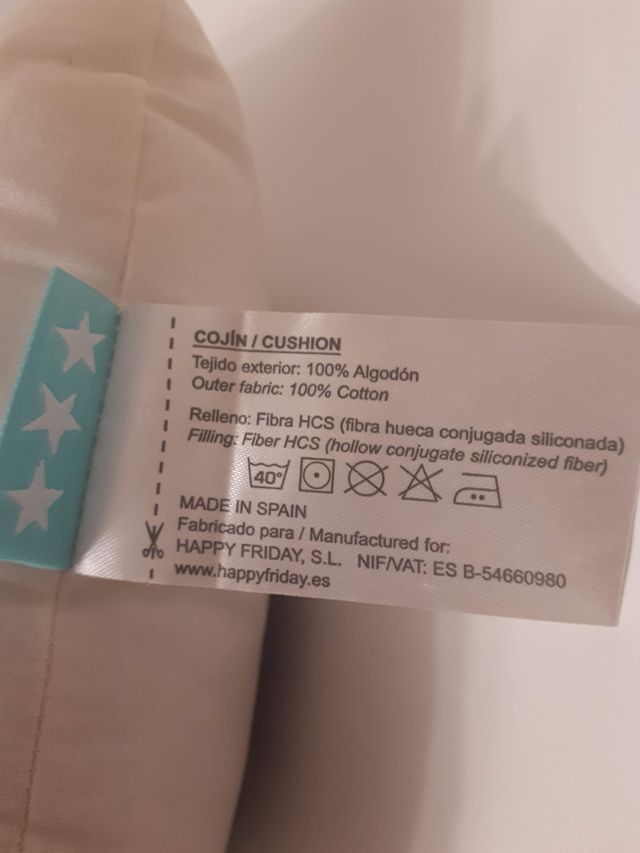 COJÍN / CUSHION
Tejido exterior: 100% Algodón
Outer fabric: 100% Cotton
Relleno: Fibra HCS (fibra hueca conjugada siliconada)
Filling: Fiber HCS (hollow conjugate siliconized fiber)
40°
MADE IN SPAIN
Fabricado para / Manufactured for:
HAPPY FRIDAY, S.L. NIF/VAT: ES B-54660980
www.happyfriday.es